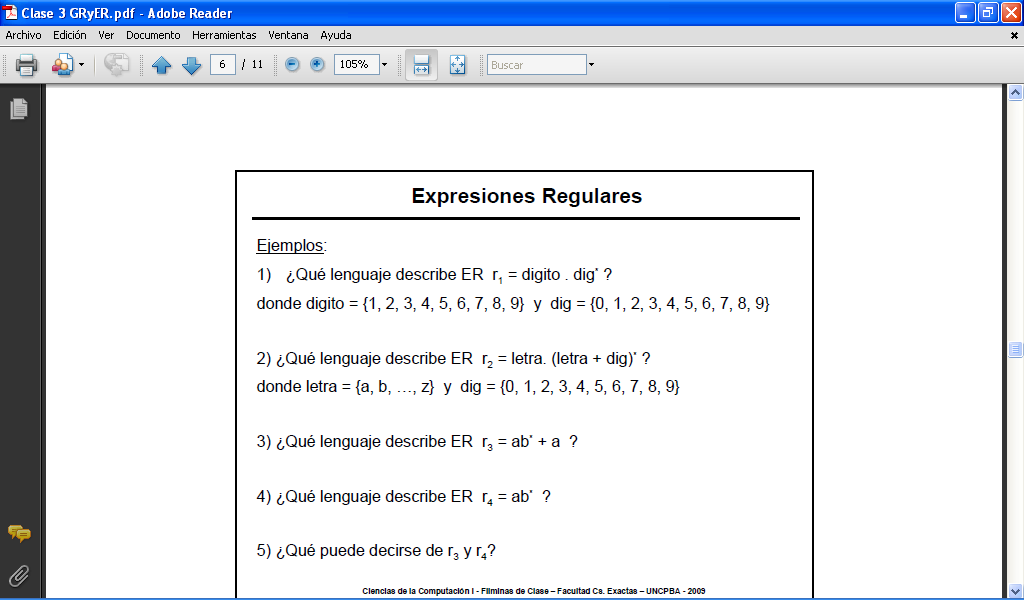 Clase 3 GRyER.pdf - Adobe Reader
Archivo Edición Ver Documento Herramientas Ventana Ayuda
6 / 11 105% Buscar
Expresiones Regulares
Ejemplos:
1) ¿Qué lenguaje describe ER r₁ = digito . dig* ?
donde digito = {1, 2, 3, 4, 5, 6, 7, 8, 9} y dig = {0, 1, 2, 3, 4, 5, 6, 7, 8, 9}
2) ¿Qué lenguaje describe ER r₂ = letra. (letra + dig)* ?
donde letra = {a, b, …, z} y dig = {0, 1, 2, 3, 4, 5, 6, 7, 8, 9}
3) ¿Qué lenguaje describe ER r₃ = ab* + a ?
4) ¿Qué lenguaje describe ER r₄ = ab* ?
5) ¿Qué puede decirse de r₃ y r₄?
Ciencias de la Computación I - Filminas de Clase – Facultad Cs. Exactas – UNCPBA - 2009